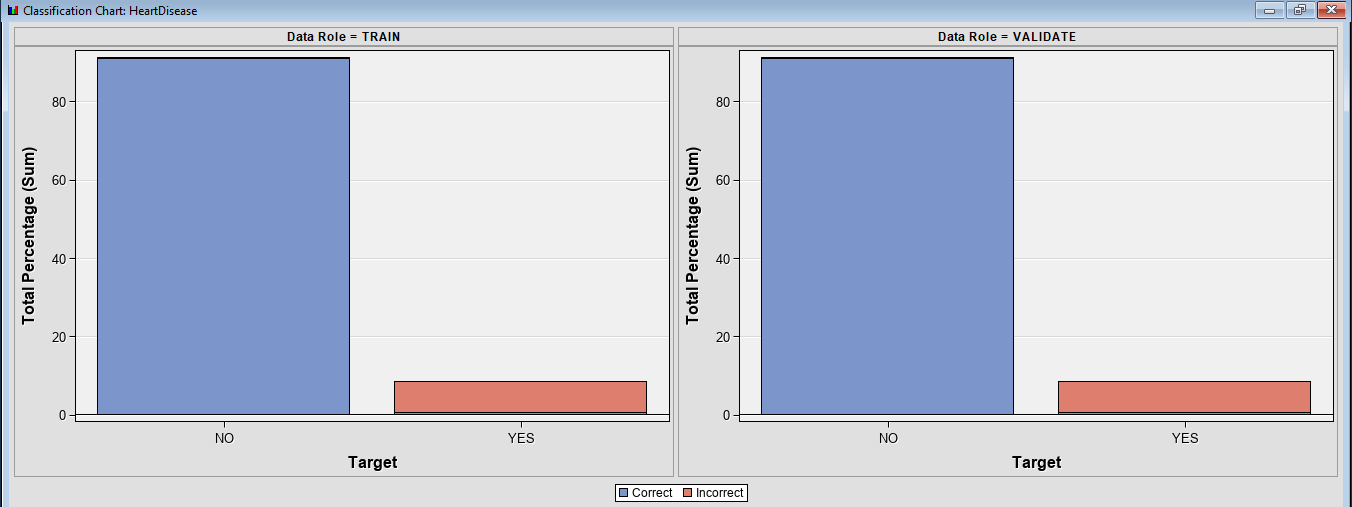 Classification Chart: HeartDisease
Data Role = TRAIN
Total Percentage (Sum)
80
60
40
20
0
NO YES
Target
Data Role = VALIDATE
Total Percentage (Sum)
80
60
40
20
0
NO YES
Target
Correct Incorrect